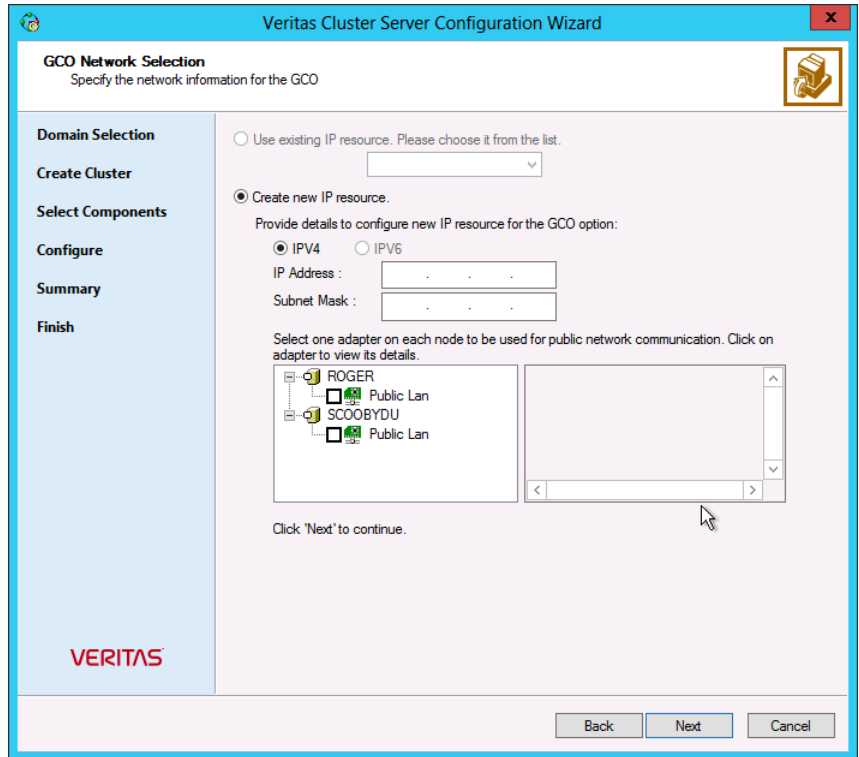 Veritas Cluster Server Configuration Wizard
x
GCO Network Selection
Specify the network information for the GCO
Domain Selection
Create Cluster
Select Components
Configure
Summary
Finish
VERITAS
Use existing IP resource. Please choose it from the list.
Create new IP resource.
Provide details to configure new IP resource for the GCO option:
IPV4 IPV6
IP Address :
Subnet Mask :
Select one adapter on each node to be used for public network communication. Click on
adapter to view its details.
ROGER
Public Lan
SCOOBYDU
Public Lan
Click 'Next' to continue.
Back Next Cancel